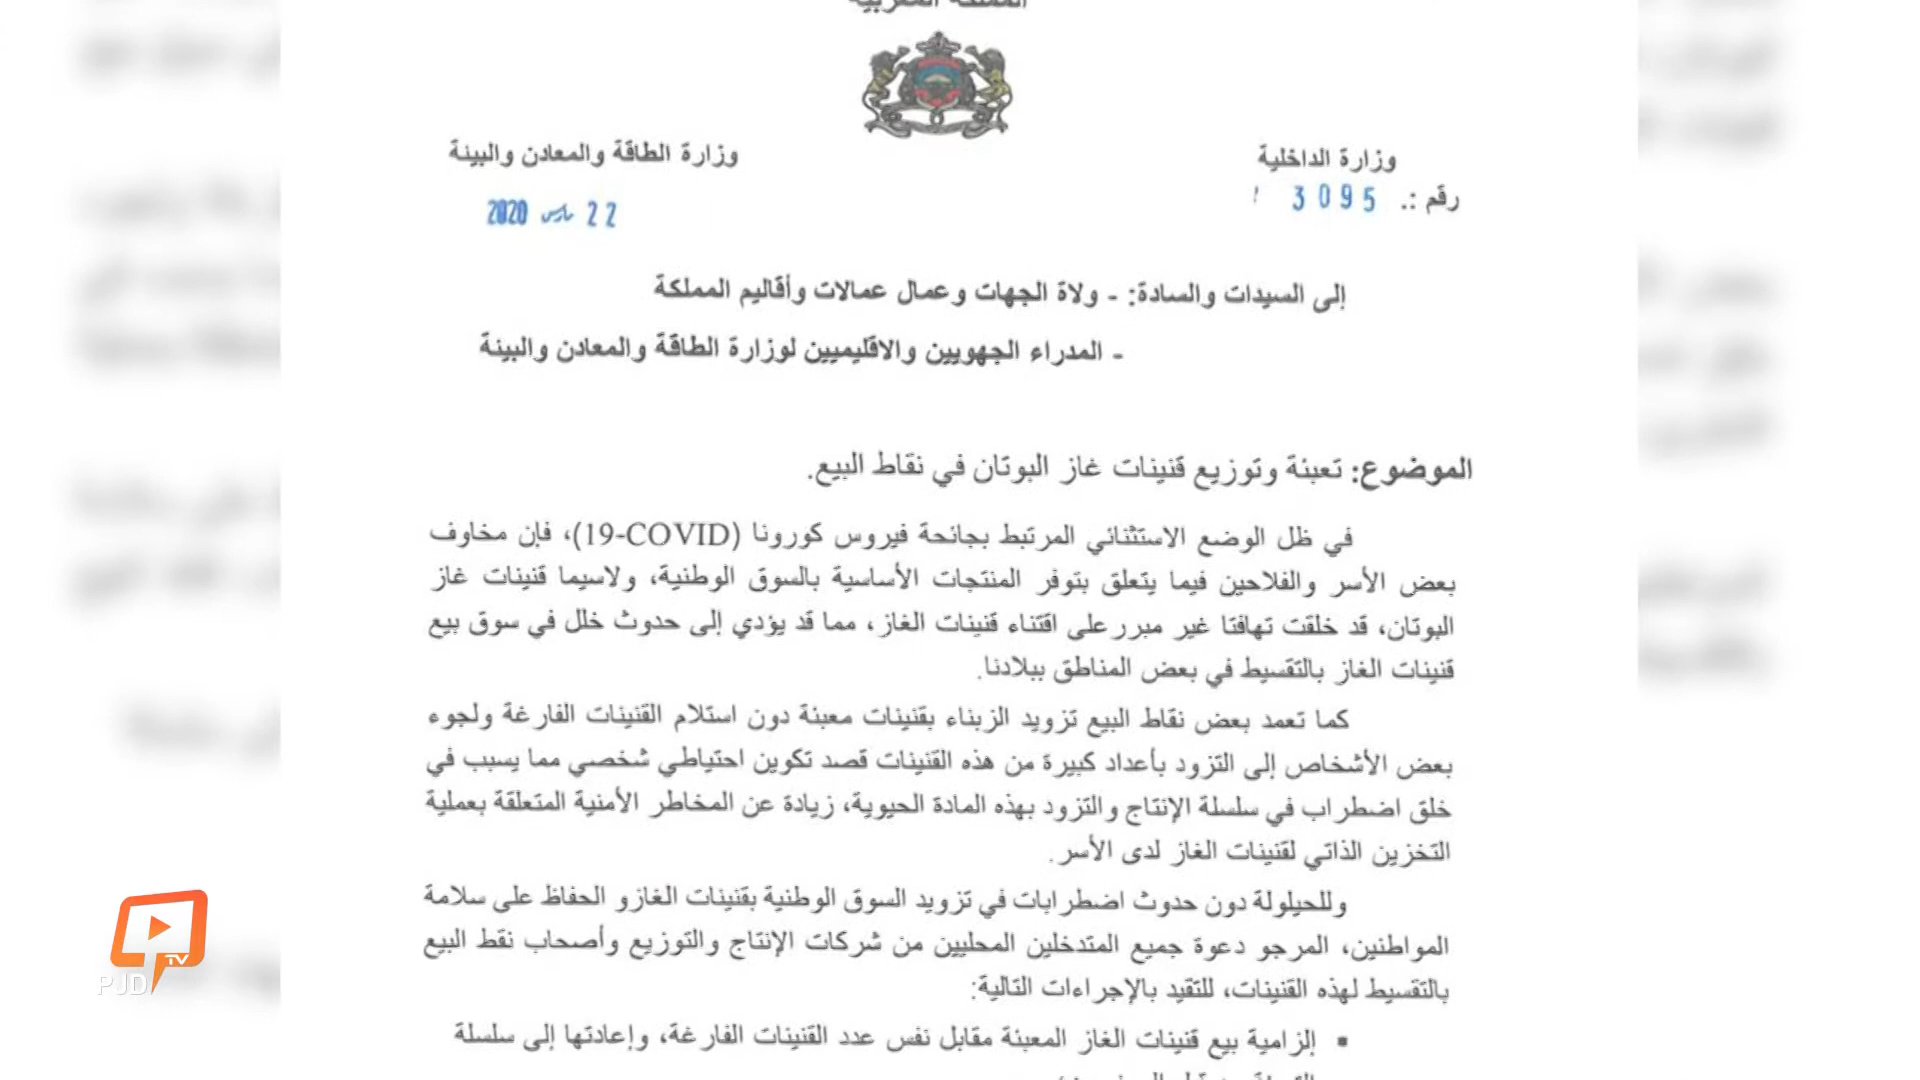 المملكة المغربية
وزارة الداخلية
رقم :. 3095
وزارة الطاقة والمعادن والبيئة
22 مارس 2020
إلى السيدات والسادة: - ولاة الجهات وعمال عمالات وأقاليم المملكة
- المدراء الجهويين والاقليميين لوزارة الطاقة والمعادن والبيئة
الموضوع: تعبئة وتوزيع قنينات غاز البوتان في نقاط البيع.
في ظل الوضع الاستثنائي المرتبط بجائحة فيروس كورونا (COVID-19)، فإن مخاوف
بعض الأسر والفلاحين فيما يتعلق بتوفر المنتجات الأساسية بالسوق الوطنية، ولاسيما قنينات غاز
البوتان، قد خلقت تهافتا غير مبرر على اقتناء قنينات الغاز، مما قد يؤدي إلى حدوث خلل في سوق بيع
قنينات الغاز بالتقسيط في بعض المناطق ببلادنا.
كما تعمد بعض نقاط البيع تزويد الزبناء بقنينات معبئة دون استلام القنينات الفارغة ولجوء
بعض الأشخاص إلى التزود بأعداد كبيرة من هذه القنينات قصد تكوين احتياطي شخصي مما يسبب في
خلق اضطراب في سلسلة الإنتاج والتزود بهذه المادة الحيوية، زيادة عن المخاطر الأمنية المتعلقة بعملية
التخزين الذاتي لقنينات الغاز لدى الأسر.
وللحيلولة دون حدوث اضطرابات في تزويد السوق الوطنية بقنينات الغازو الحفاظ على سلامة
المواطنين، المرجو دعوة جميع المتدخلين المحليين من شركات الإنتاج والتوزيع وأصحاب نقط البيع
بالتقسيط لهذه القنينات، للتقيد بالإجراءات التالية:
▪ إلزامية بيع قنينات الغاز المعبئة مقابل نفس عدد القنينات الفارغة، وإعادتها إلى سلسلة
PJD TV